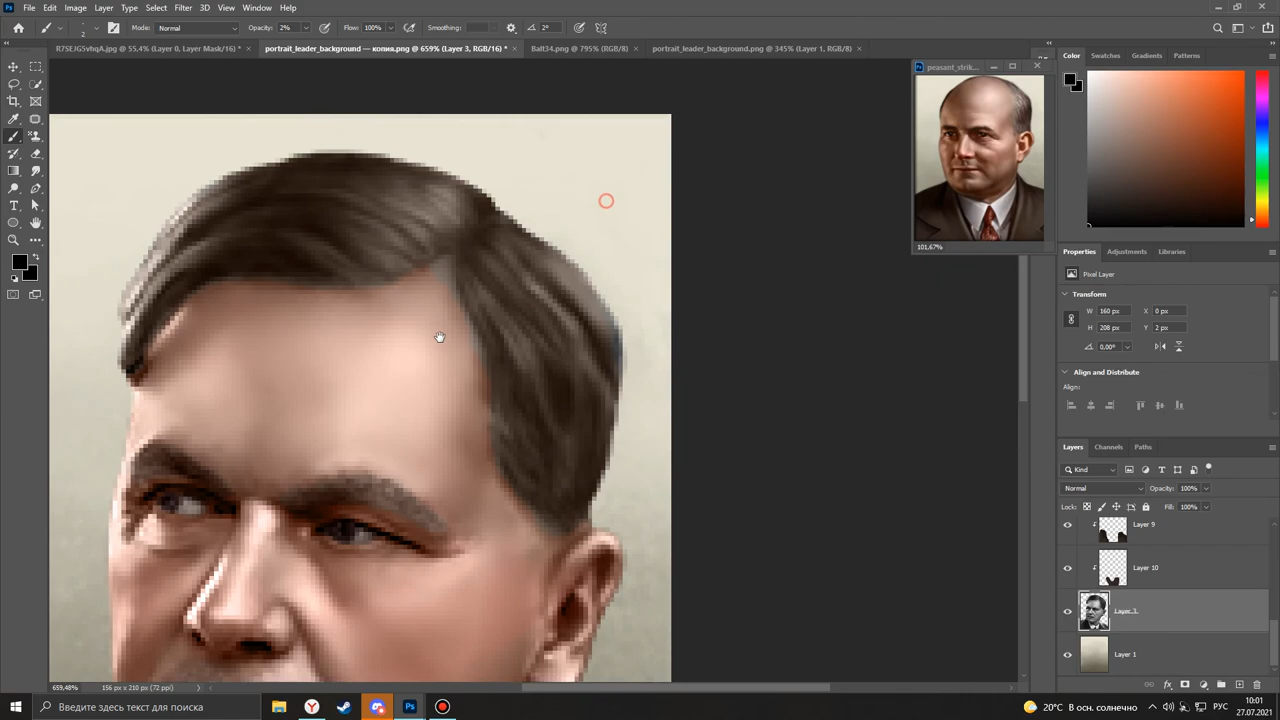 File Edit Image Layer Type Select Filter 3D View Window Help
Mode: Normal Opacity: 2% Flow: 100% Smoothing: 2°
R7SEJG5vfiqA.jpg @ 55,4% (Layer 0, Layer Mask/16) * × portrait_leader_background — копия.png @ 659% (Layer 3, RGB/16) * × Balt34.png @ 795% (RGB/8) × portrait_leader_background.png @ 345% (Layer 1, RGB/8) ×
2
peasant_strik...
101,67%
Color Swatches Gradients Patterns
Properties Adjustments Libraries
Pixel Layer
Transform
W: 160 px X: 0 px
H: 208 px Y: 2 px
0,00°
Align and Distribute
Align:
Layers Channels Paths
Kind
Normal Opacity: 100%
Lock: Fill: 100%
Layer 9
Layer 10
Layer 3
Layer 1
659,48% 156 px x 210 px (72 ppi)
Введите здесь текст для поиска
20°C В осн. солнечно РУС 10:01
27.07.2021